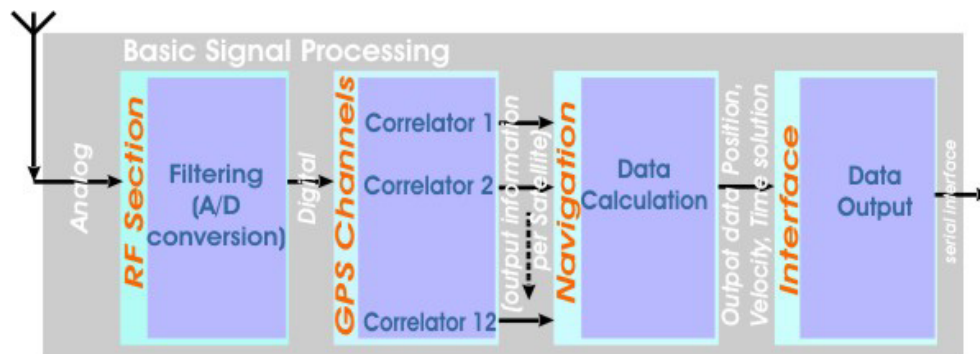 Basic Signal Processing
Analog
RF Section
Filtering
(A/D
conversion)
Digital
GPS Channels
Correlator 1
Correlator 2
Correlator 12
(output information
per Satellite)
Navigation
Data
Calculation
Outpot data Position,
Velocity, Time solution
Interface
Data
Output
serial interface